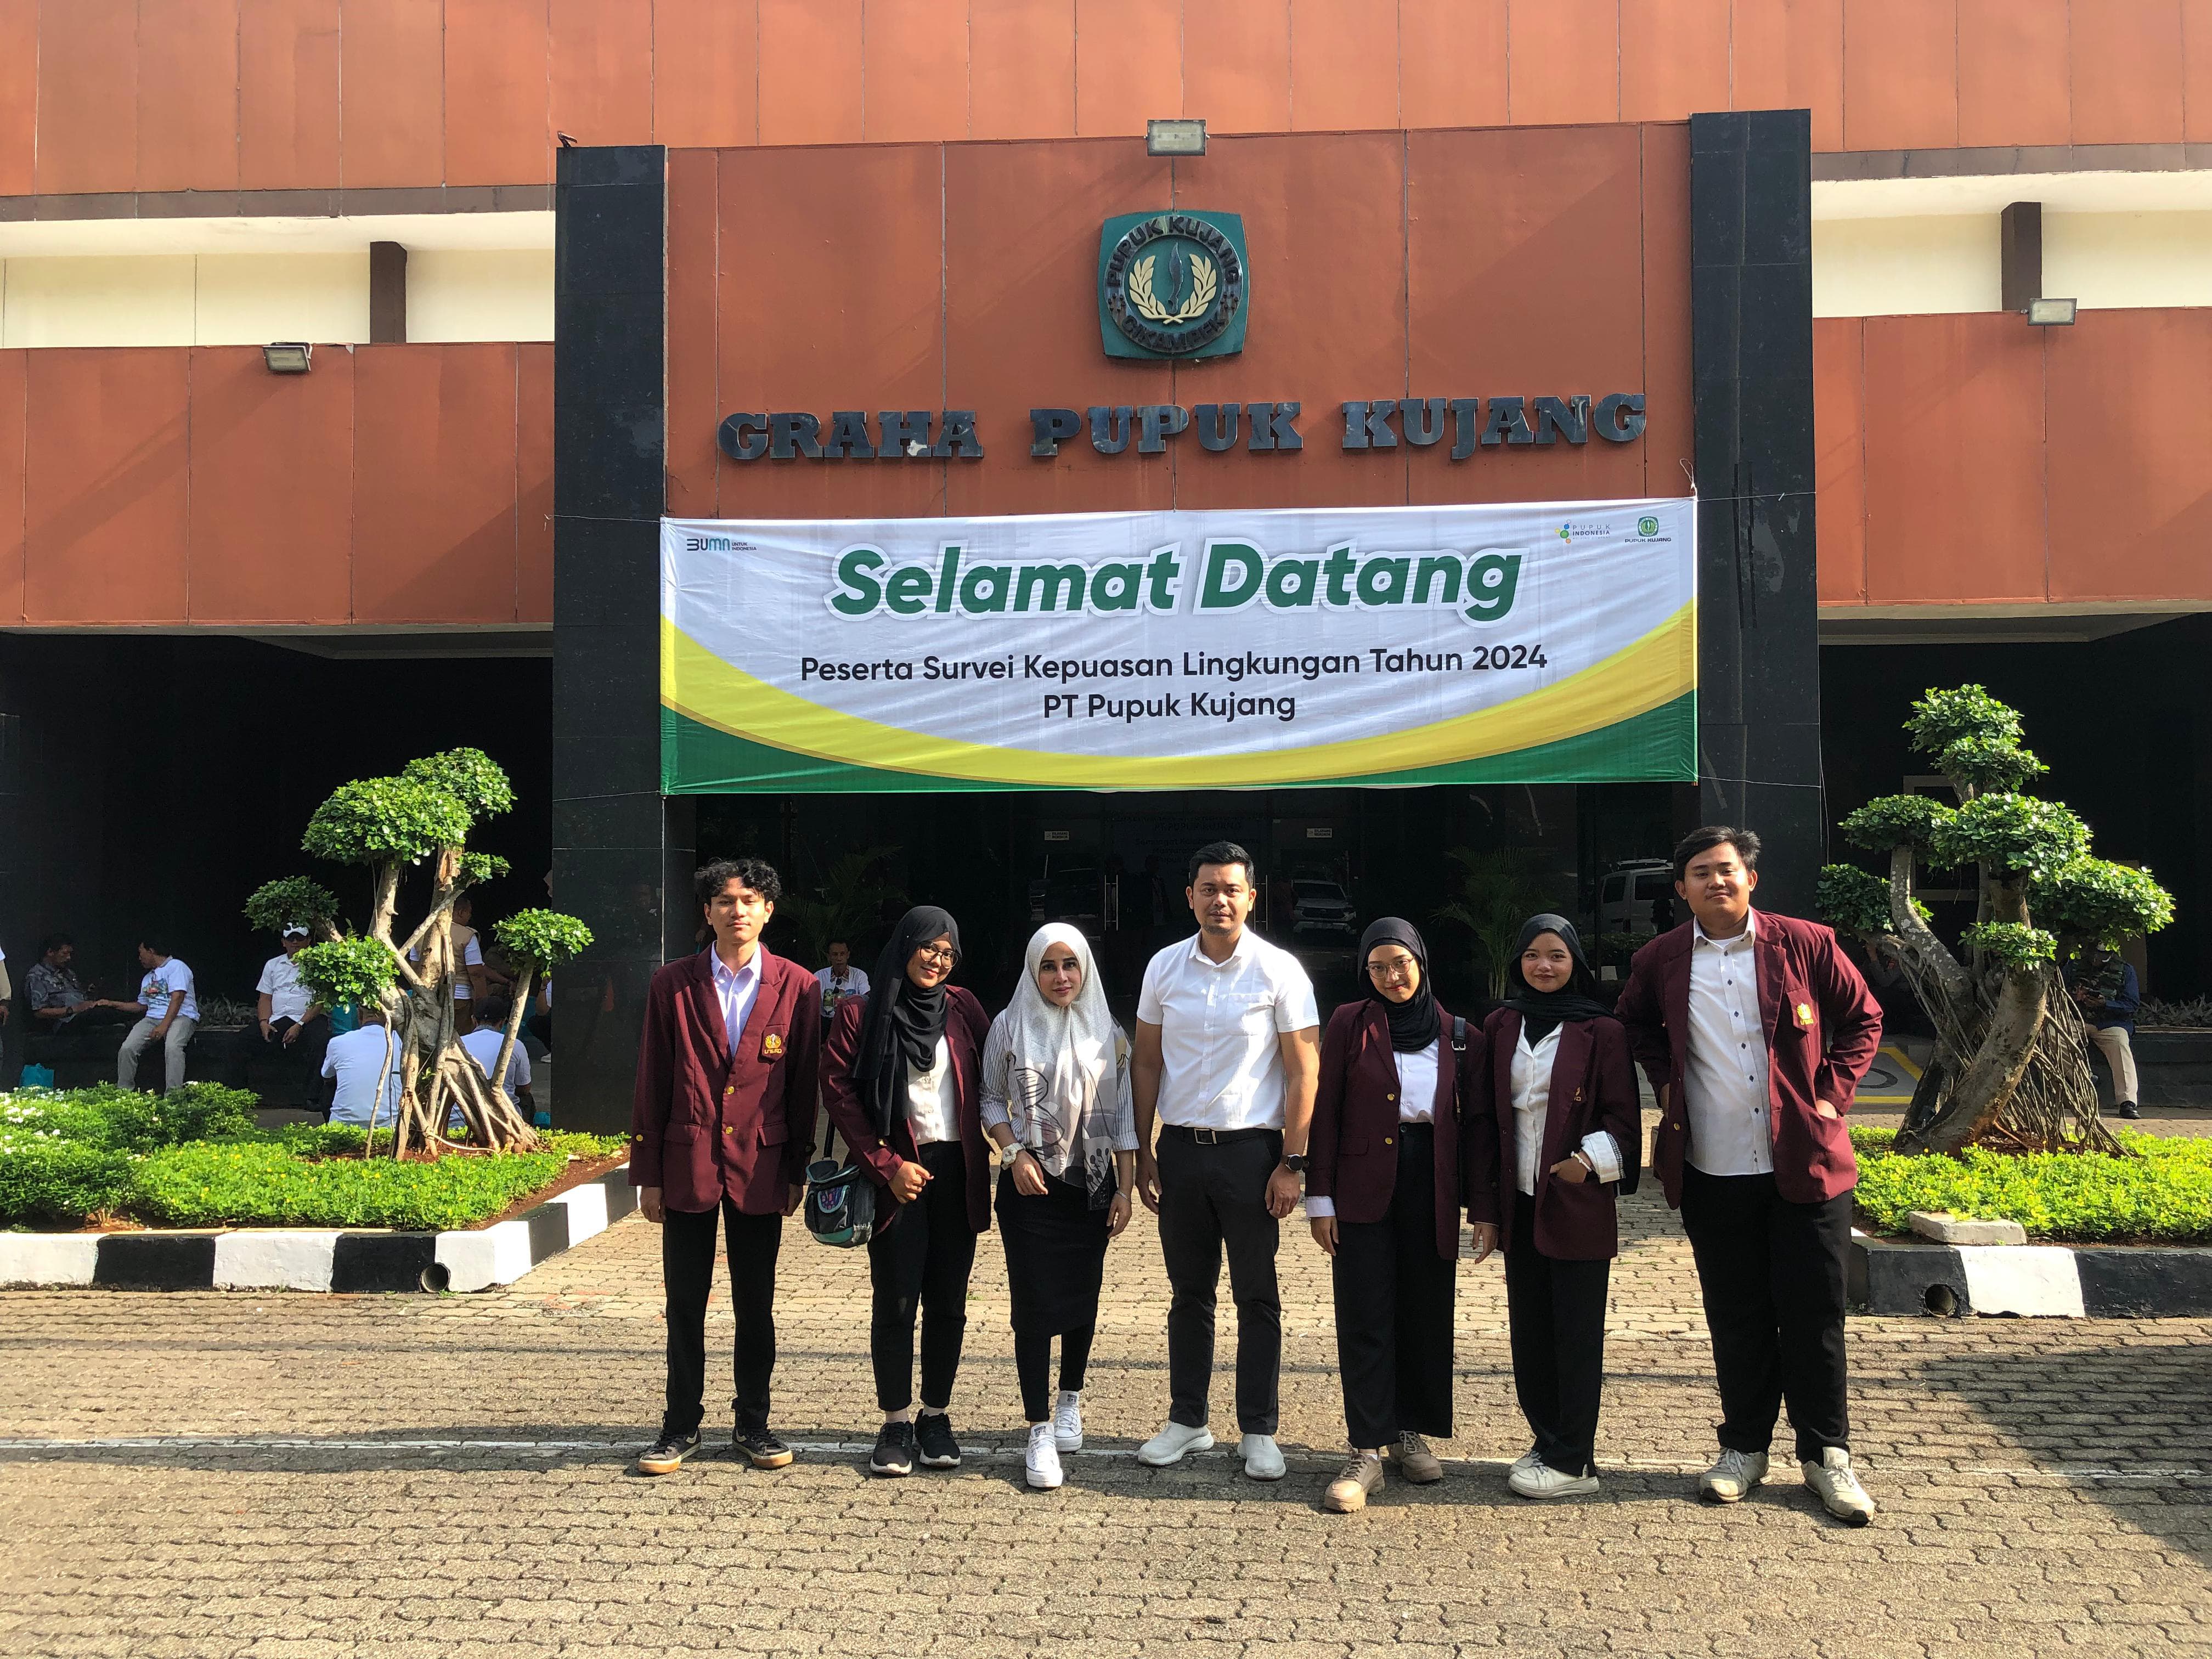 PUPUK KUJANG
CIKAMPEK
GRAHA PUPUK KUJANG
BUMN UNTUK INDONESIA
PUPUK INDONESIA
PUPUK KUJANG
Selamat Datang
Peserta Survei Kepuasan Lingkungan Tahun 2024
PT Pupuk Kujang